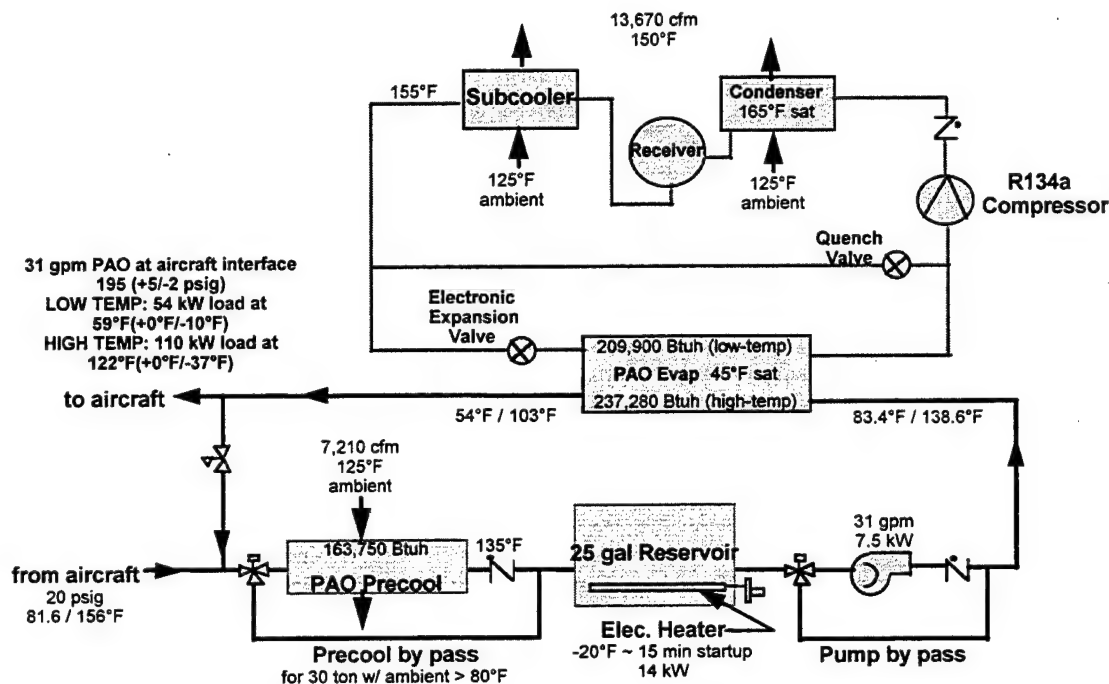 13,670 cfm
150°F
155°F
Subcooler
Condenser
165°F sat
Receiver
125°F
ambient
125°F
ambient
R134a
Compressor
Quench
Valve
31 gpm PAO at aircraft interface
195 (+5/-2 psig)
LOW TEMP: 54 kW load at
59°F(+0°F/-10°F)
HIGH TEMP: 110 kW load at
122°F(+0°F/-37°F)
Electronic
Expansion
Valve
209,900 Btuh (low-temp)
PAO Evap 45°F sat
237,280 Btuh (high-temp)
to aircraft
54°F / 103°F
83.4°F / 138.6°F
7,210 cfm
125°F
ambient
163,750 Btuh
PAO Precool
135°F
25 gal Reservoir
31 gpm
7.5 kW
from aircraft
20 psig
81.6 / 156°F
Precool by pass
for 30 ton w/ ambient > 80°F
Elec. Heater
-20°F ~ 15 min startup
14 kW
Pump by pass